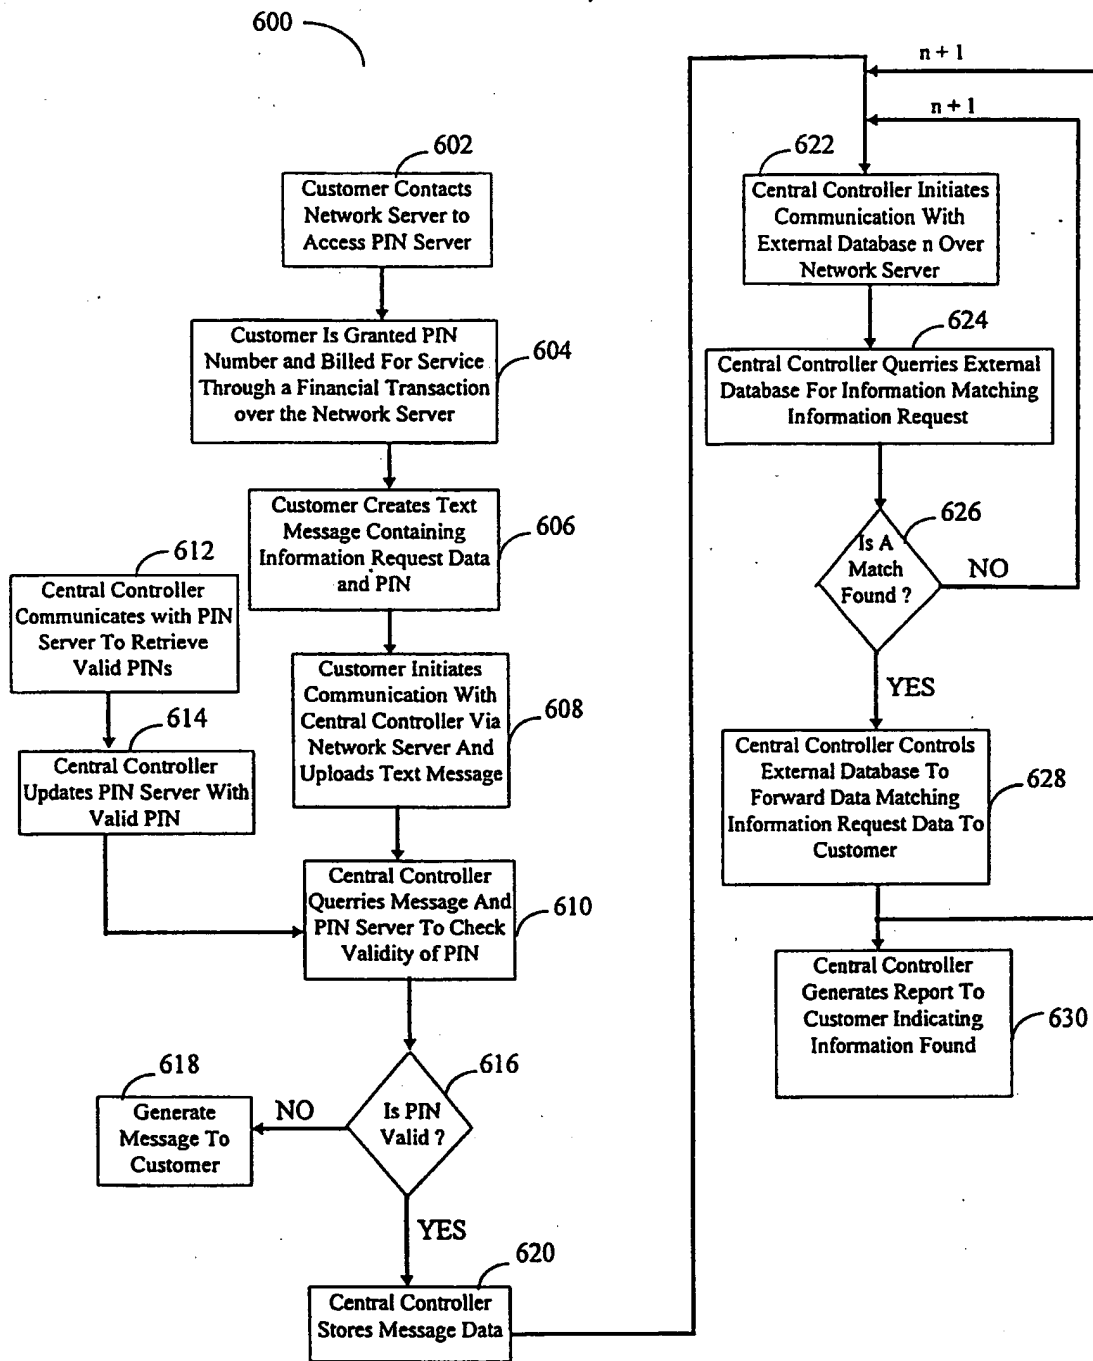 600
602
Customer Contacts
Network Server to
Access PIN Server
Customer Is Granted PIN
Number and Billed For Service
Through a Financial Transaction
over the Network Server
604
Customer Creates Text
Message Containing
Information Request Data
and PIN
606
612
Central Controller
Communicates with PIN
Server To Retrieve
Valid PINs
614
Central Controller
Updates PIN Server With
Valid PIN
Customer Initiates
Communication With
Central Controller Via
Network Server And
Uploads Text Message
608
Central Controller
Querries Message And
PIN Server To Check
Validity of PIN
610
616
Is PIN
Valid ?
NO
618
Generate
Message To
Customer
YES
620
Central Controller
Stores Message Data
n + 1
n + 1
622
Central Controller Initiates
Communication With
External Database n Over
Network Server
624
Central Controller Querries External
Database For Information Matching
Information Request
626
Is A
Match
Found ?
NO
YES
Central Controller Controls
External Database To
Forward Data Matching
Information Request Data To
Customer
628
Central Controller
Generates Report To
Customer Indicating
Information Found
630